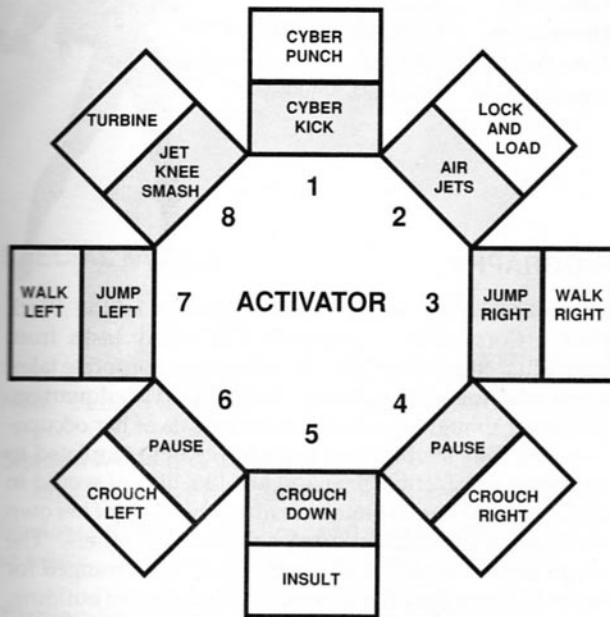 CYBER
PUNCH
CYBER
KICK
TURBINE
JET
KNEE
SMASH
LOCK
AND
LOAD
AIR
JETS
8
1
2
WALK
LEFT
JUMP
LEFT
7
ACTIVATOR
3
JUMP
RIGHT
WALK
RIGHT
6
5
4
PAUSE
CROUCH
LEFT
CROUCH
DOWN
INSULT
PAUSE
CROUCH
RIGHT